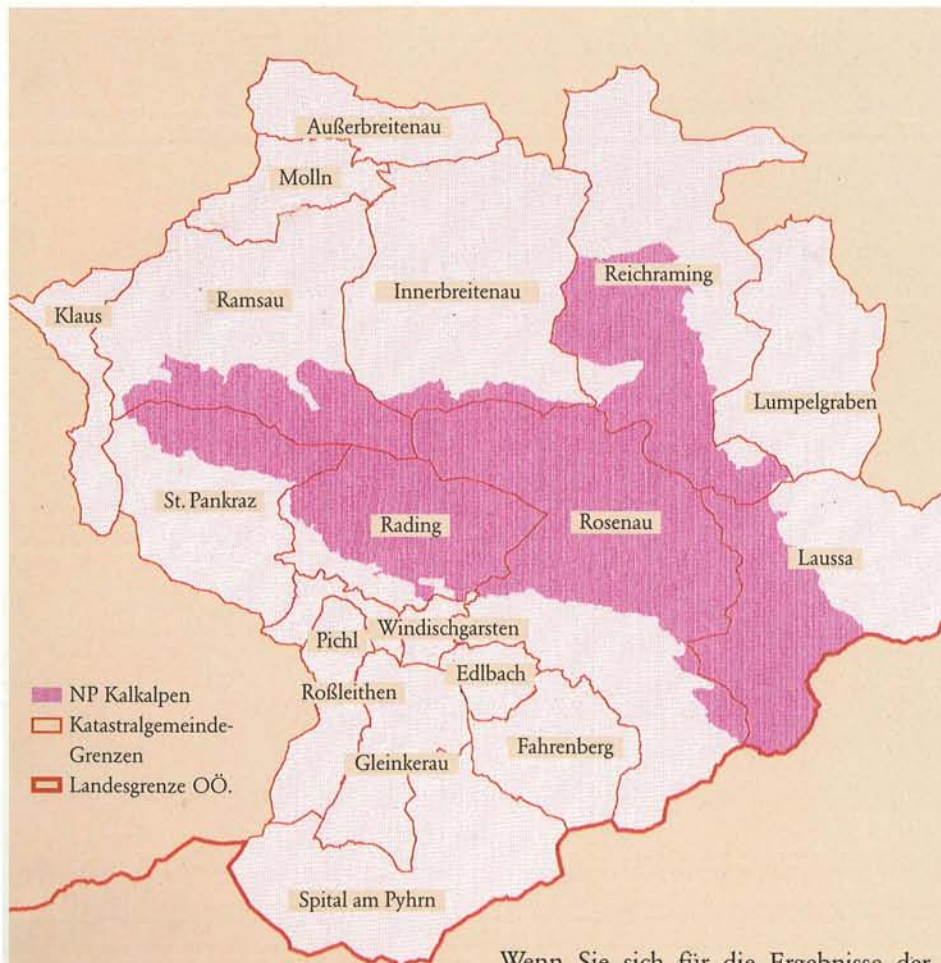 Außerbreitenau
Molln
Reichraming
Innerbreitenau
Ramsau
Klaus
Lumpelgraben
St. Pankraz
Rading
Rosenau
Laussa
Windischgarsten
Pichl
Edlbach
Roßleithen
Fahrenberg
Gleinkerau
Spital am Pyhrn
NP Kalkalpen
Katastralgemeinde-
Grenzen
Landesgrenze OÖ.
Wenn Sie sich für die Ergebnisse der